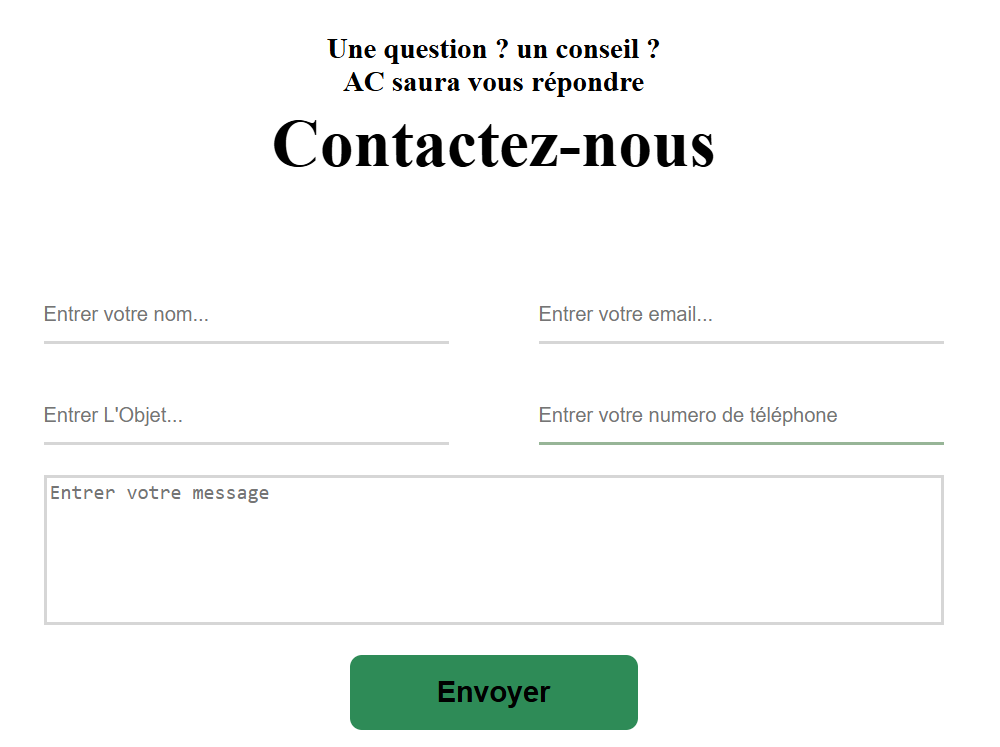 Une question ? un conseil ?
AC saura vous répondre
Contactez-nous
Entrer votre nom...
Entrer votre email...
Entrer L'Objet...
Entrer votre numero de téléphone
Entrer votre message
Envoyer